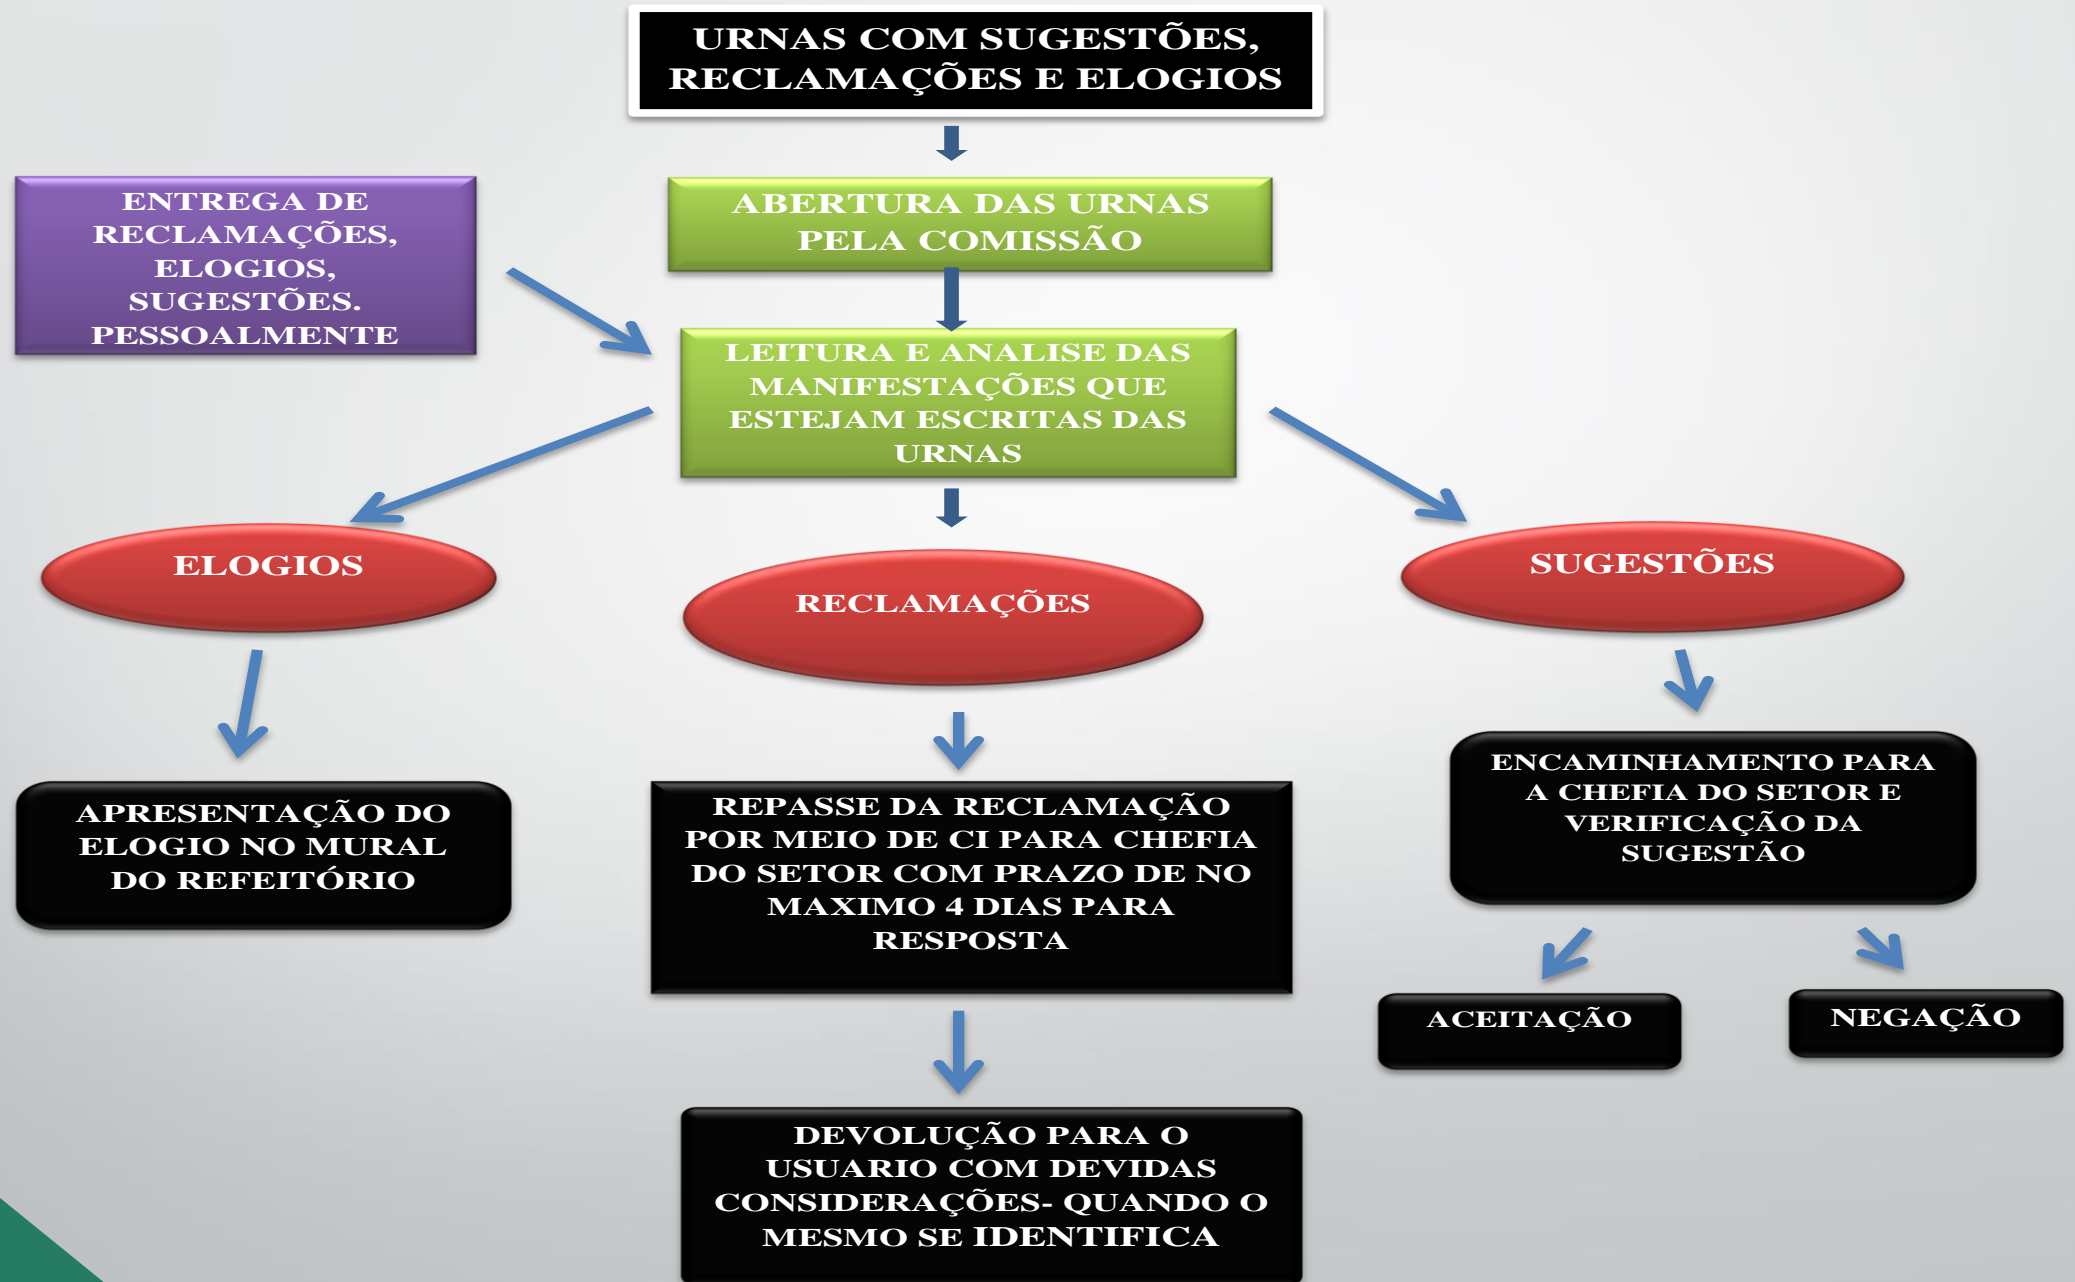 URNAS COM SUGESTÕES,
RECLAMAÇÕES E ELOGIOS
ENTREGA DE
RECLAMAÇÕES,
ELOGIOS,
SUGESTÕES.
PESSOALMENTE
ABERTURA DAS URNAS
PELA COMISSÃO
LEITURA E ANALISE DAS
MANIFESTAÇÕES QUE
ESTEJAM ESCRITAS DAS
URNAS
ELOGIOS
RECLAMAÇÕES
SUGESTÕES
APRESENTAÇÃO DO
ELOGIO NO MURAL
DO REFEITÓRIO
REPASSE DA RECLAMAÇÃO
POR MEIO DE CI PARA CHEFIA
DO SETOR COM PRAZO DE NO
MAXIMO 4 DIAS PARA
RESPOSTA
ENCAMINHAMENTO PARA
A CHEFIA DO SETOR E
VERIFICAÇÃO DA
SUGESTÃO
ACEITAÇÃO
NEGAÇÃO
DEVOLUÇÃO PARA O
USUARIO COM DEVIDAS
CONSIDERAÇÕES- QUANDO O
MESMO SE IDENTIFICA